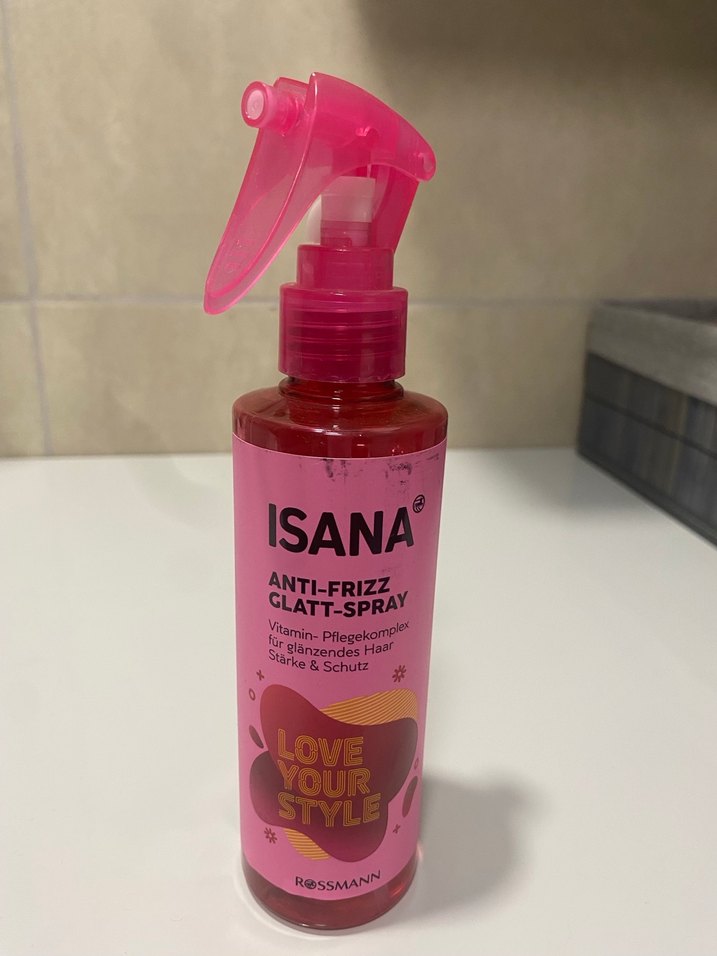 ISANA
ANTI-FRIZZ
GLATT-SPRAY
Vitamin- Pflegekomplex
für glänzendes Haar
Stärke & Schutz
LOVE
YOUR
STYLE
ROSSMANN